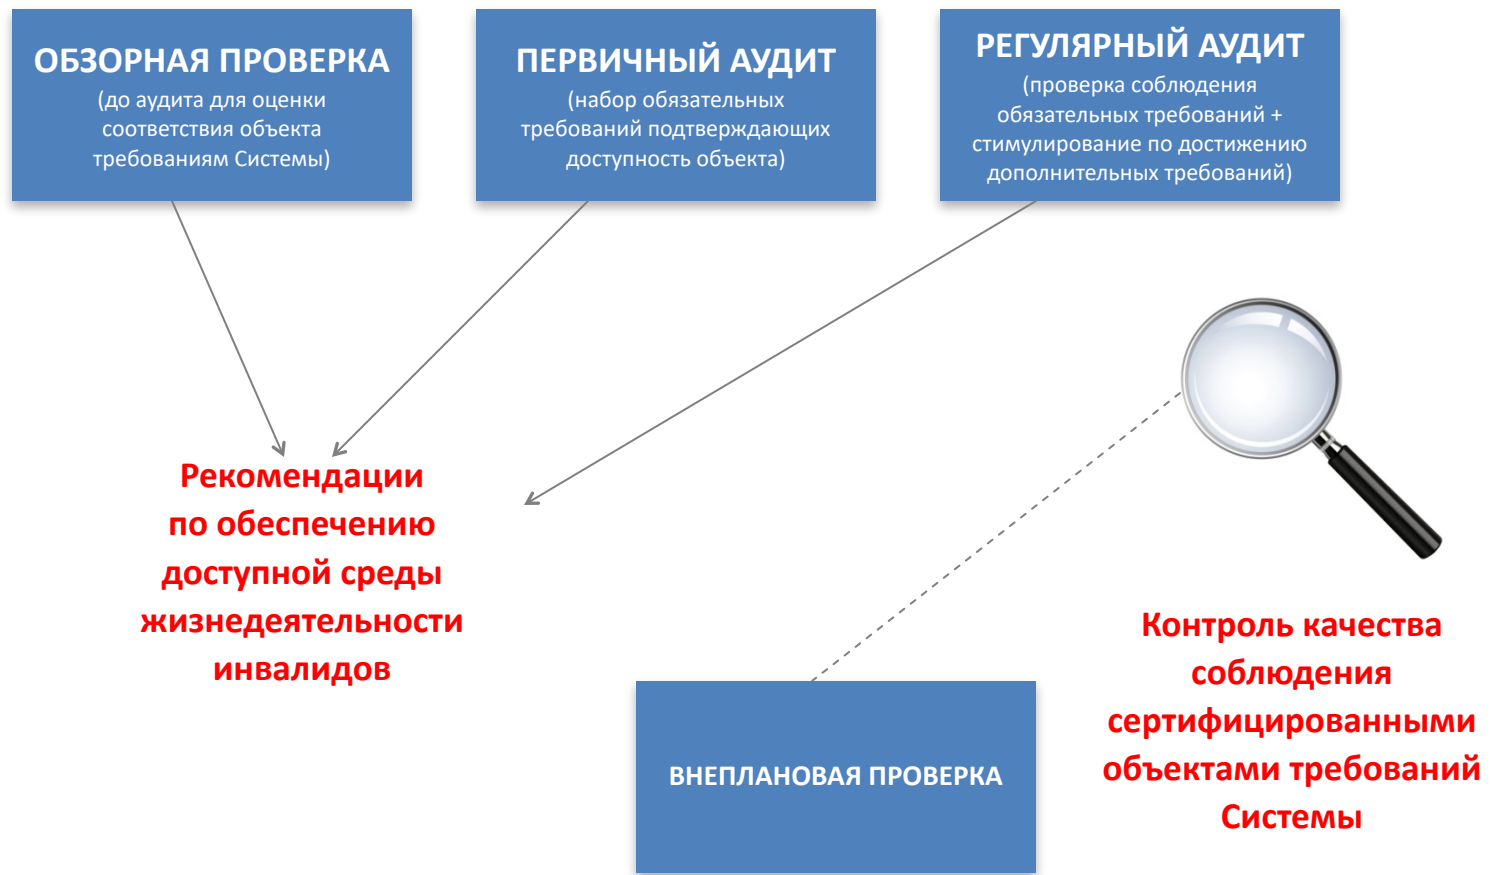 ОБЗОРНАЯ ПРОВЕРКА
(до аудита для оценки
соответствия объекта
требованиям Системы)
ПЕРВИЧНЫЙ АУДИТ
(набор обязательных
требований подтверждающих
доступность объекта)
РЕГУЛЯРНЫЙ АУДИТ
(проверка соблюдения
обязательных требований +
стимулирование по достижению
дополнительных требований)
Рекомендации
по обеспечению
доступной среды
жизнедеятельности
инвалидов
ВНЕПЛАНОВАЯ ПРОВЕРКА
Контроль качества
соблюдения
сертифицированными
объектами требований
Системы